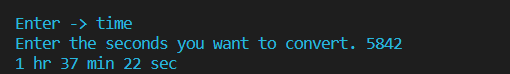 Enter -> time
Enter the seconds you want to convert. 5842
1 hr 37 min 22 sec